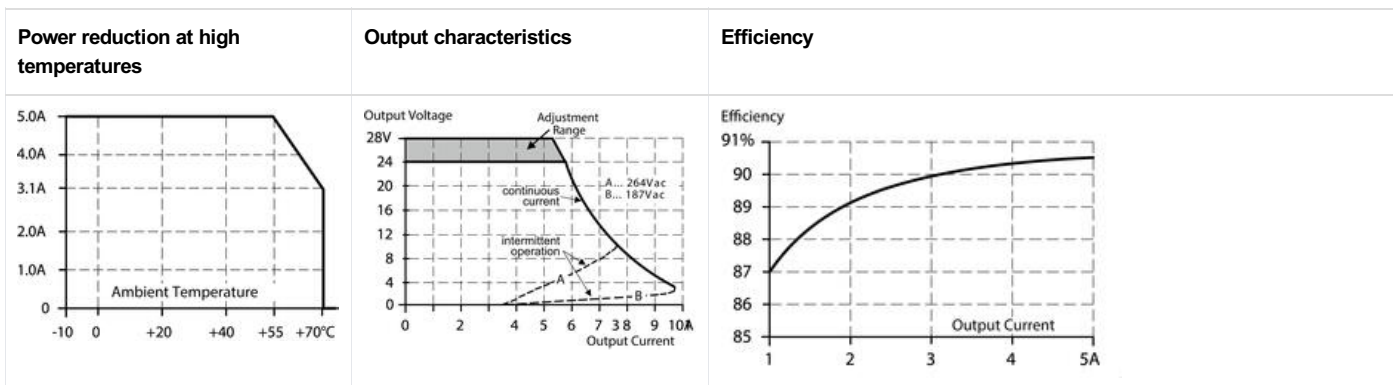 Power reduction at high
temperatures
Output characteristics
Efficiency
5.0A
4.0A
3.1A
2.0A
1.0A
0
Ambient Temperature
-10 0 +20 +40 +55 +70°C
Output Voltage
Adjustment
Range
28V
24
20
16
12
8
4
0
A... 264Vac
B... 187Vac
continuous
current
intermittent
operation
A
B
0 2 4 5 6 7 3 8 9 10A
Output Current
Efficiency
91%
90
89
88
87
86
85
Output Current
1 2 3 4 5A